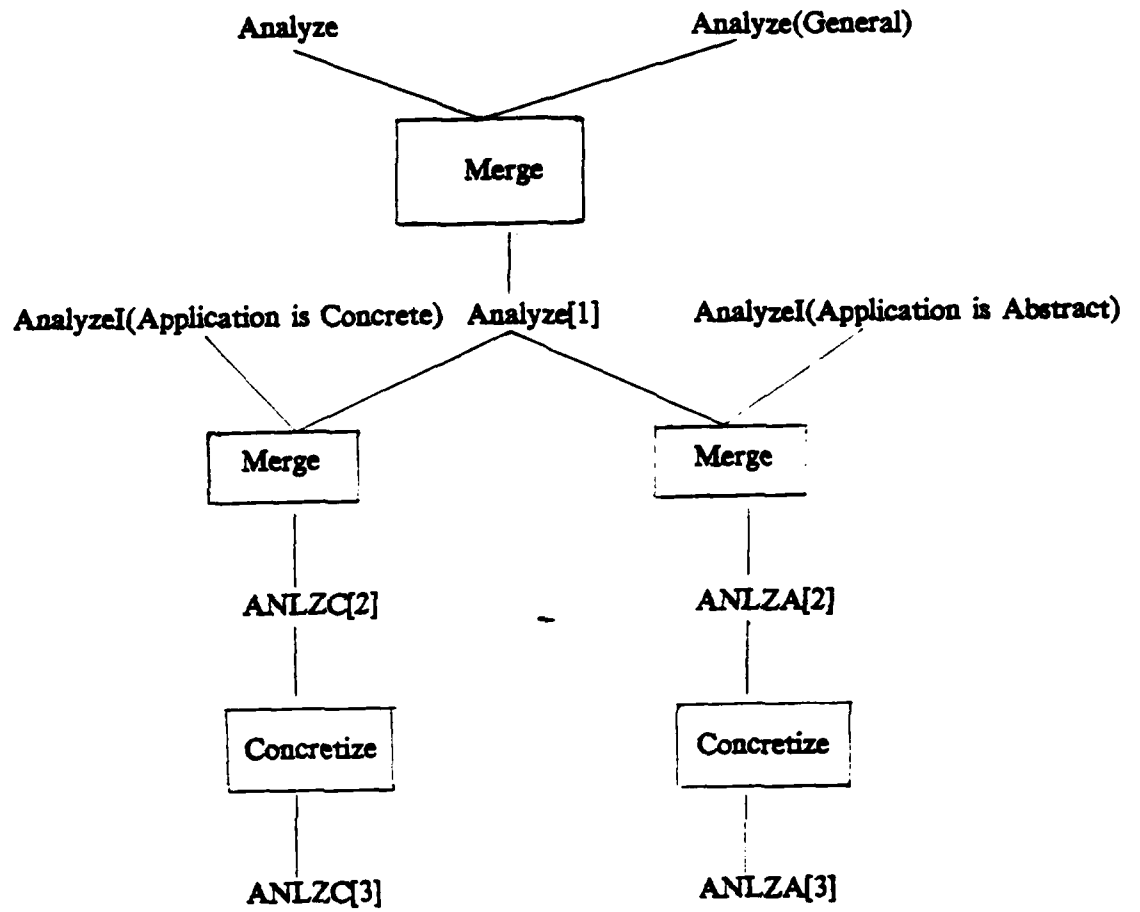 Analyze Analyze(General)
Merge
AnalyzeI(Application is Concrete) Analyze[1] AnalyzeI(Application is Abstract)
Merge Merge
ANLZC[2] ANLZA[2]
Concretize Concretize
ANLZC[3] ANLZA[3]